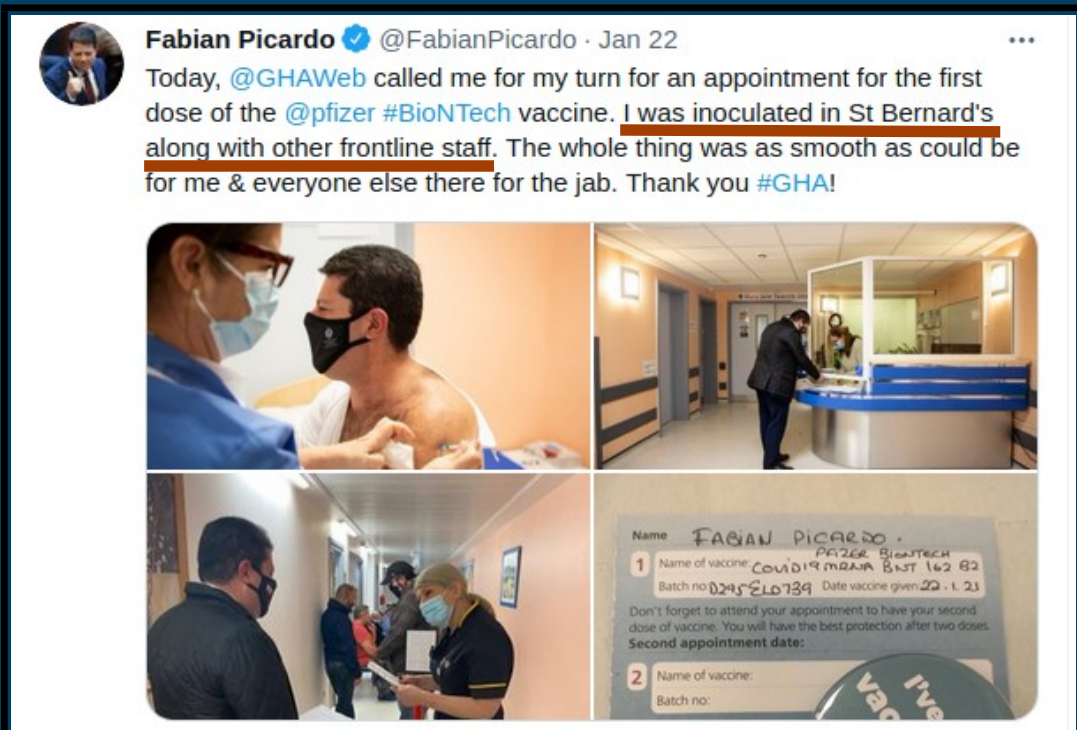 Fabian Picardo @FabianPicardo · Jan 22
Today, @GHAWeb called me for my turn for an appointment for the first
dose of the @pfizer #BioNTech vaccine. I was inoculated in St Bernard's
along with other frontline staff. The whole thing was as smooth as could be
for me & everyone else there for the jab. Thank you #GHA!
Name FABIAN PICARDO.
PFIZER BIONTECH
1 Name of vaccine: COVID19 MRNA BNT 162 B2
Batch no: Date vaccine given: 22.1.21
Don't forget to attend your appointment to have your second
dose of vaccine. You will have the best protection after two doses.
Second appointment date:
2 Name of vaccine:
Batch no:
I've
vac